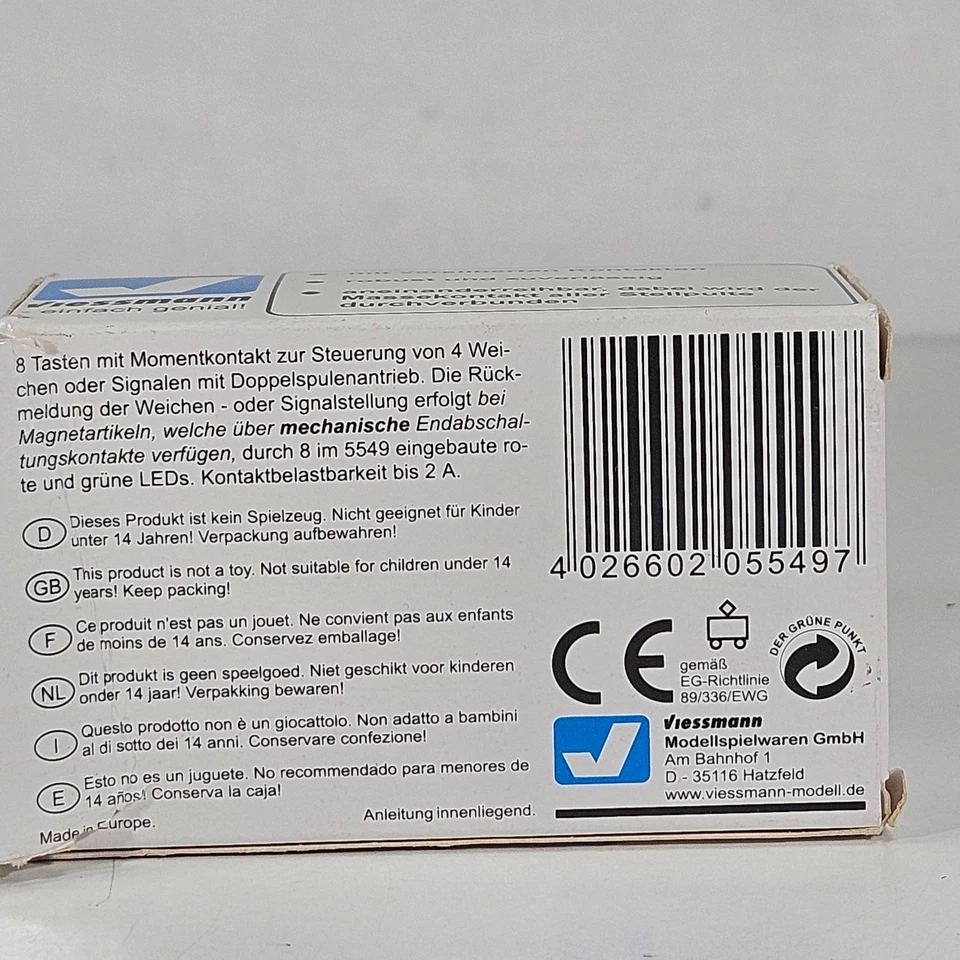 Viessmann
einfach genial!
robust und zuverlässig
aneinanderreihbar, dabei wird der
Massekontakt aller Stellpulte
durchverbunden
8 Tasten mit Momentkontakt zur Steuerung von 4 Wei-
chen oder Signalen mit Doppelspulenantrieb. Die Rück-
meldung der Weichen - oder Signalstellung erfolgt bei
Magnetartikeln, welche über mechanische Endabschal-
tungskontakte verfügen, durch 8 im 5549 eingebaute ro-
te und grüne LEDs. Kontaktbelastbarkeit bis 2 A.
D Dieses Produkt ist kein Spielzeug. Nicht geeignet für Kinder
unter 14 Jahren! Verpackung aufbewahren!
GB This product is not a toy. Not suitable for children under 14
years! Keep packing!
F Ce produit n'est pas un jouet. Ne convient pas aux enfants
de moins de 14 ans. Conservez emballage!
NL Dit produkt is geen speelgoed. Niet geschikt voor kinderen
onder 14 jaar! Verpakking bewaren!
I Questo prodotto non è un giocattolo. Non adatto a bambini
al di sotto dei 14 anni. Conservare confezione!
E Esto no es un juguete. No recommendado para menores de
14 años! Conserva la caja!
Made in Europe.
Anleitung innenliegend.
4 026602 055497
CE
gemäß
EG-Richtlinie
89/336/EWG
DER GRÜNE PUNKT
Viessmann
Modellspielwaren GmbH
Am Bahnhof 1
D - 35116 Hatzfeld
www.viessmann-modell.de